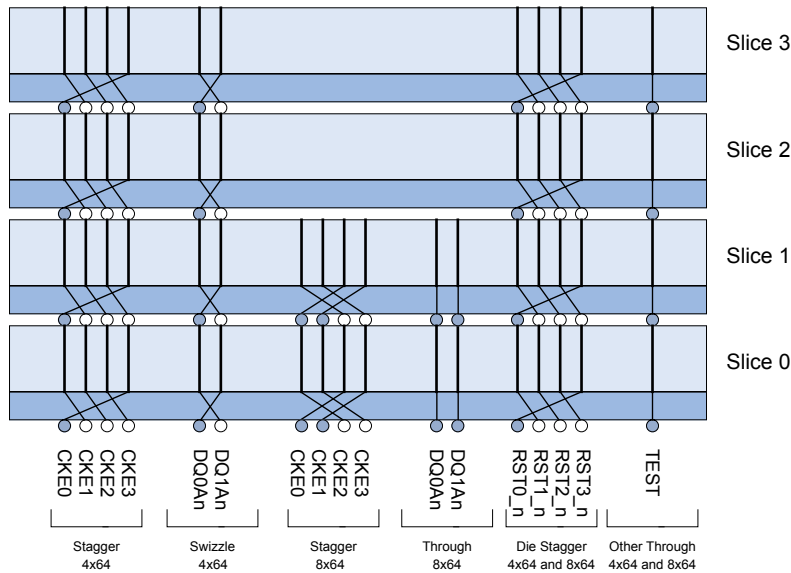 Slice 3
Slice 2
Slice 1
Slice 0
CKE0
CKE1
CKE2
CKE3
DQ0An
DQ1An
CKE0
CKE1
CKE2
CKE3
DQ0An
DQ1An
RST0_n
RST1_n
RST2_n
RST3_n
TEST
Stagger
4x64
Swizzle
4x64
Stagger
8x64
Through
8x64
Die Stagger
4x64 and 8x64
Other Through
4x64 and 8x64